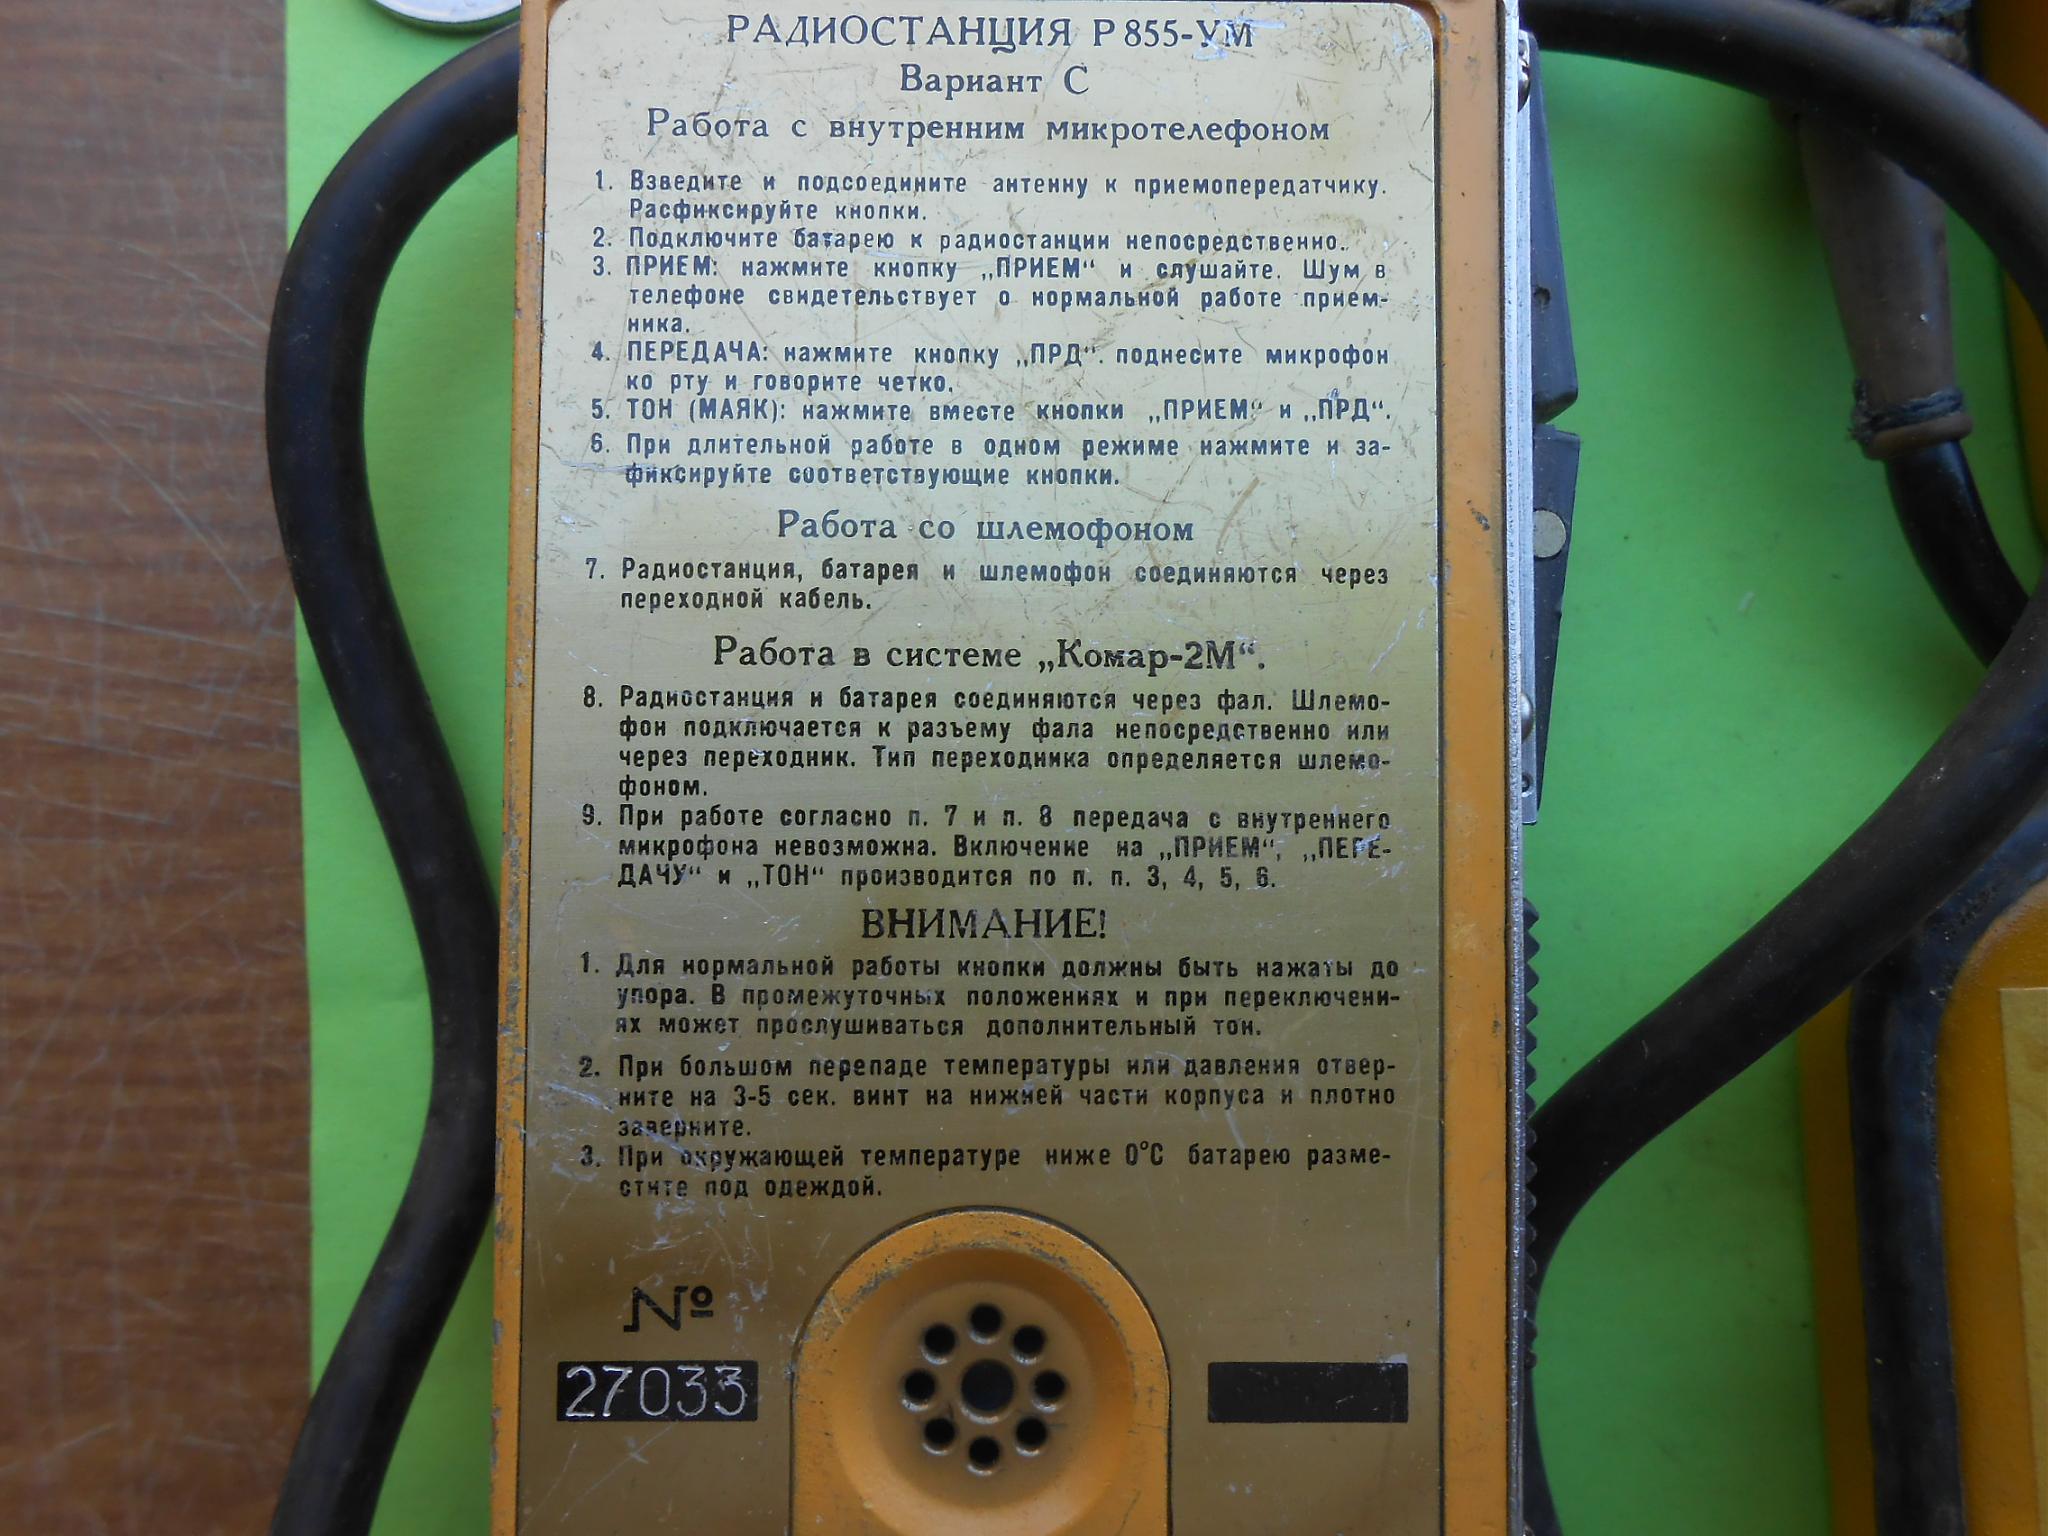 РАДИОСТАНЦИЯ Р 855-УМ
Вариант С
Работа с внутренним микротелефоном
1. Взведите и подсоедините антенну к приемопередатчику.
Расфиксируйте кнопки.
2. Подключите батарею к радиостанции непосредственно.
3. ПРИЕМ: нажмите кнопку „ПРИЕМ“ и слушайте. Шум в
телефоне свидетельствует о нормальной работе прием-
ника.
4. ПЕРЕДАЧА: нажмите кнопку „ПРД“. поднесите микрофон
ко рту и говорите четко.
5. ТОН (МАЯК): нажмите вместе кнопки „ПРИЕМ“ и „ПРД“.
6. При длительной работе в одном режиме нажмите и за-
фиксируйте соответствующие кнопки.
Работа со шлемофоном
7. Радиостанция, батарея и шлемофон соединяются через
переходной кабель.
Работа в системе „Комар-2М“.
8. Радиостанция и батарея соединяются через фал. Шлемо-
фон подключается к разъему фала непосредственно или
через переходник. Тип переходника определяется шлемо-
фоном.
9. При работе согласно п. 7 и п. 8 передача с внутреннего
микрофона невозможна. Включение на „ПРИЕМ“, „ПЕРЕ-
ДАЧУ“ и „ТОН“ производится по п. п. 3, 4, 5, 6.
ВНИМАНИЕ!
1. Для нормальной работы кнопки должны быть нажаты до
упора. В промежуточных положениях и при переключени-
ях может прослушиваться дополнительный тон.
2. При большом перепаде температуры или давления отвер-
ните на 3-5 сек. винт на нижней части корпуса и плотно
заверните.
3. При окружающей температуре ниже 0°С батарею разме-
стите под одеждой.
№
27033